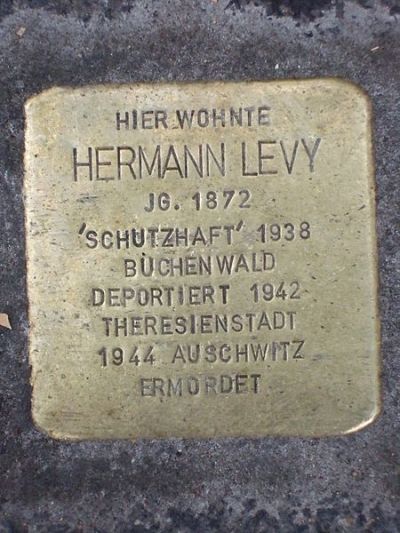 HIER WOHNTE
HERMANN LEVY
JG. 1872
'SCHUTZHAFT' 1938
BUCHENWALD
DEPORTIERT 1942
THERESIENSTADT
1944 AUSCHWITZ
ERMORDET